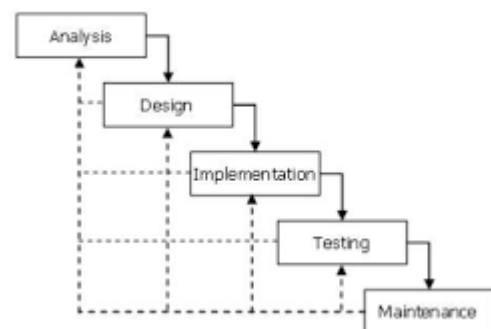 Analysis
Design
Implementation
Testing
Maintenance